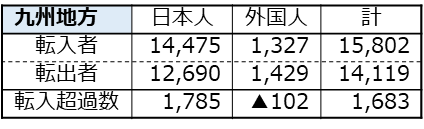 九州地方 日本人 外国人 計
転入者 14,475 1,327 15,802
転出者 12,690 1,429 14,119
転入超過数 1,785 ▲102 1,683